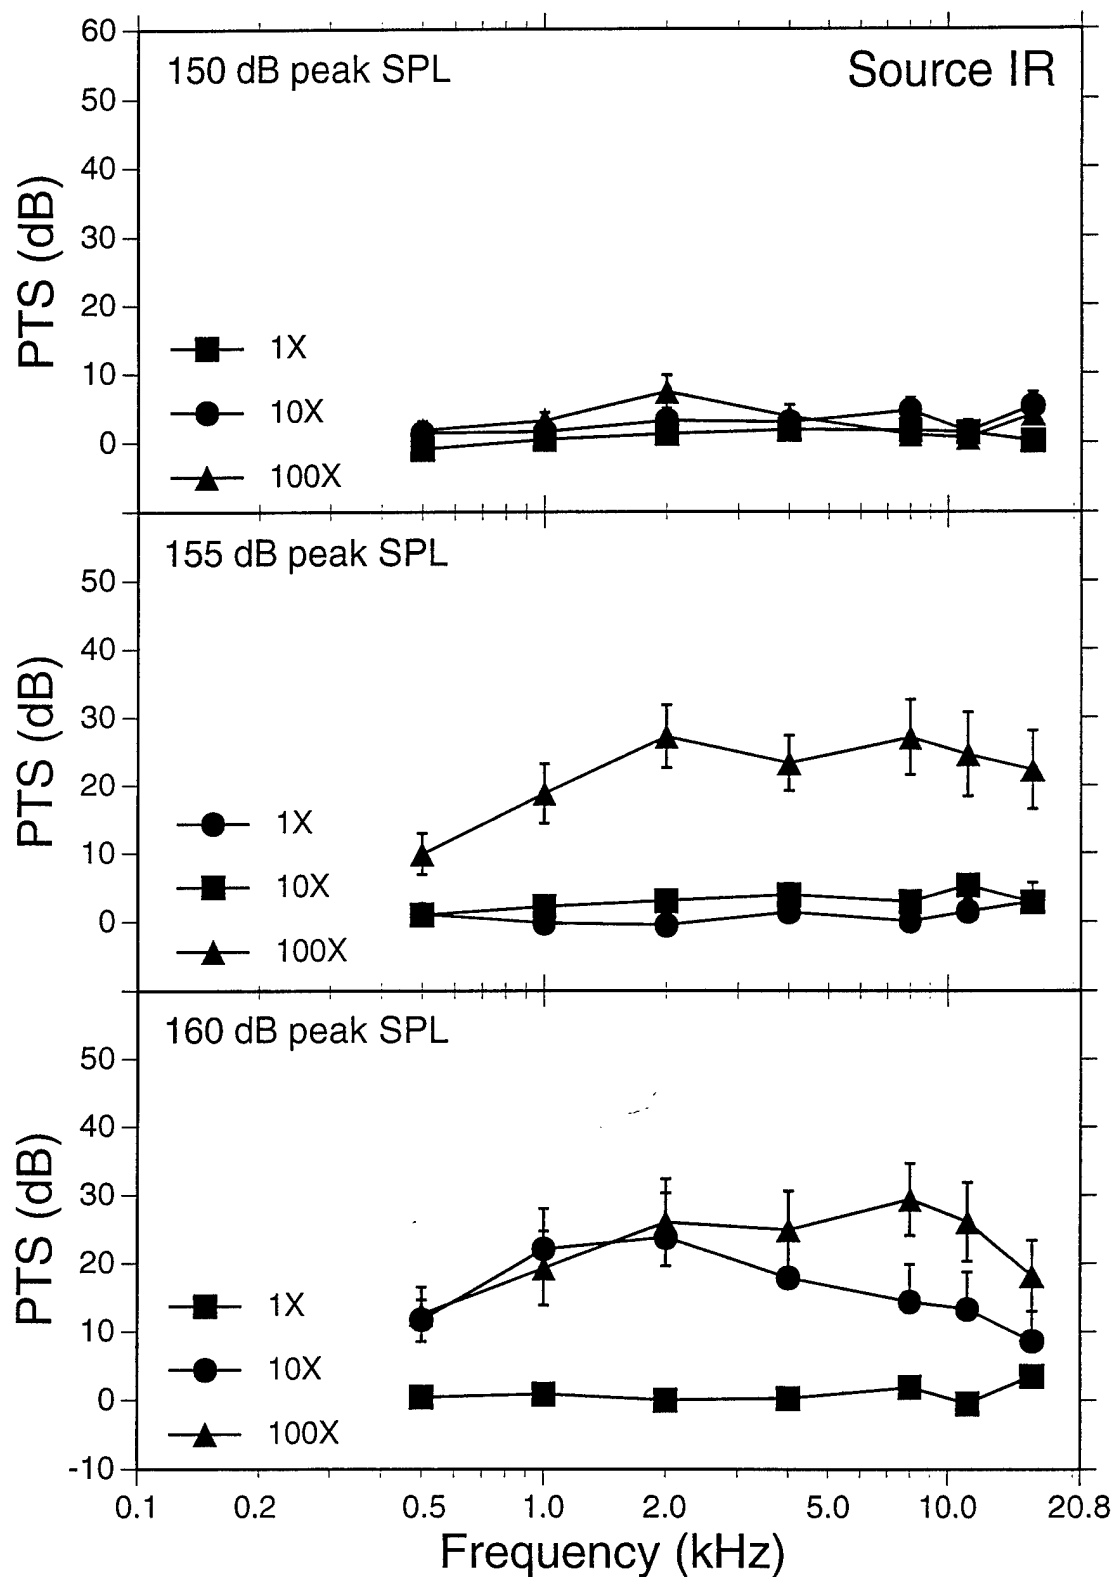 60
150 dB peak SPL
Source IR
50
40
30
20
10
0
PTS (dB)
1X
10X
100X
155 dB peak SPL
50
40
30
20
10
0
PTS (dB)
1X
10X
100X
160 dB peak SPL
50
40
30
20
10
0
-10
PTS (dB)
1X
10X
100X
0.1 0.2 0.5 1.0 2.0 5.0 10.0 20.8
Frequency (kHz)